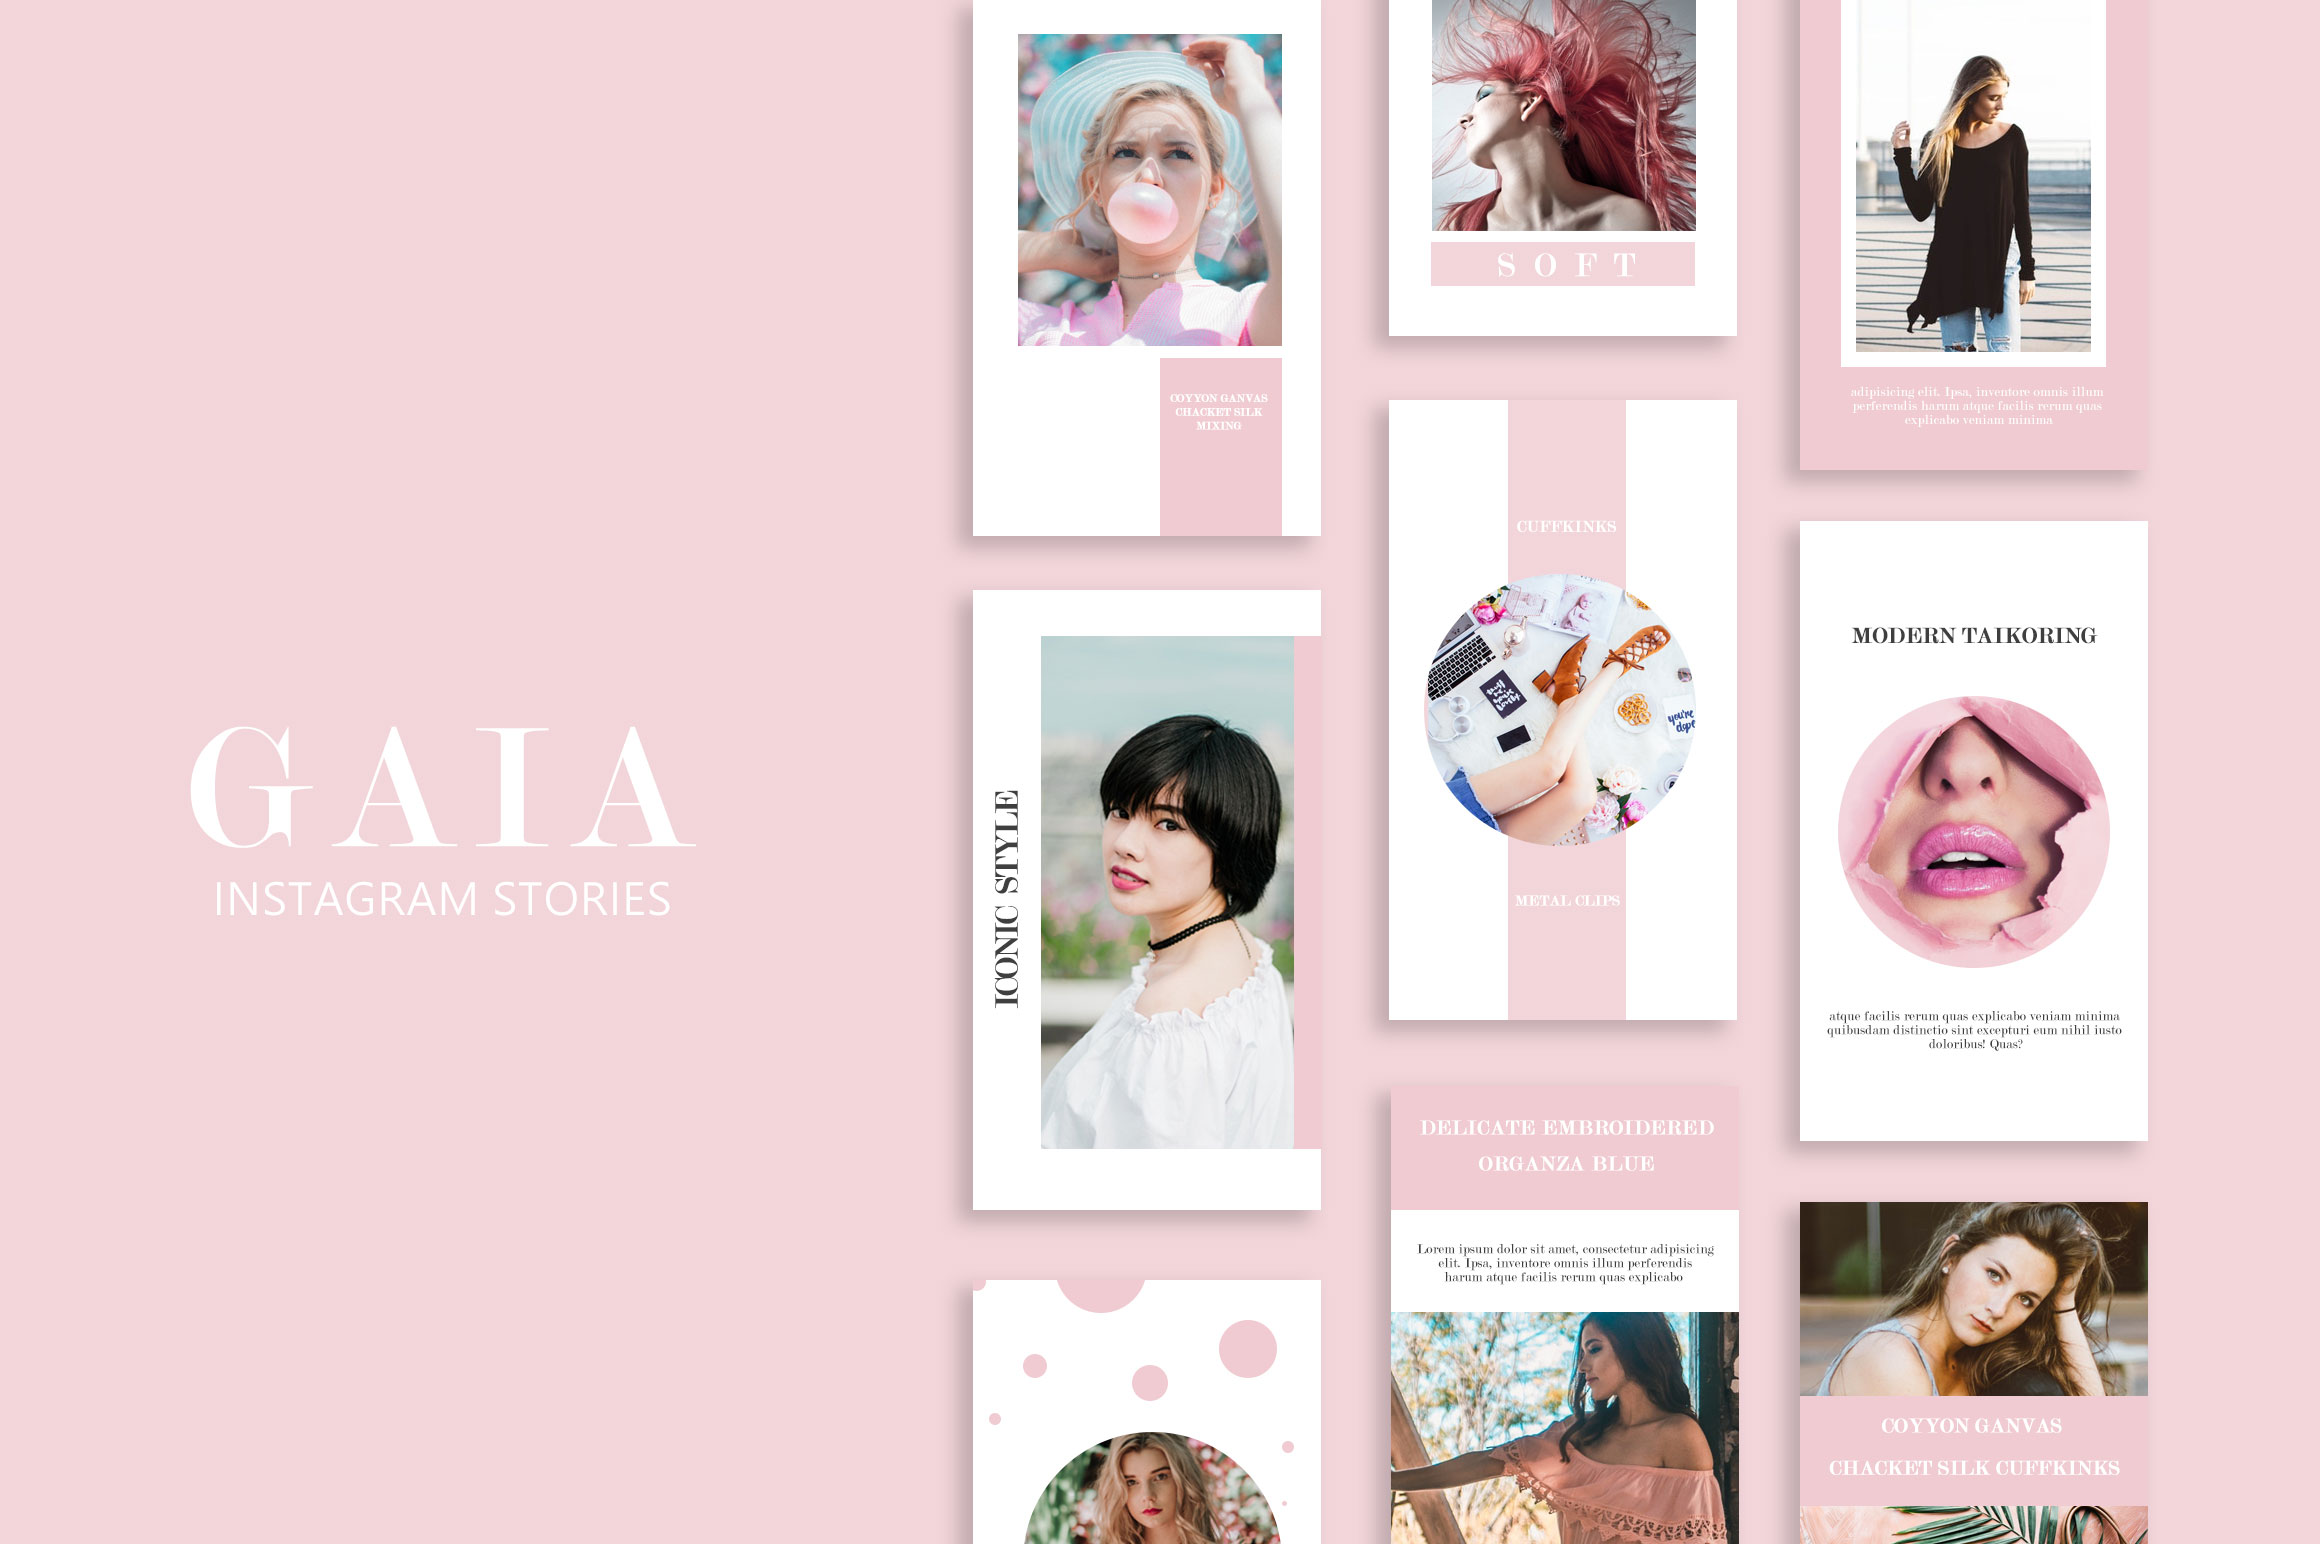 GAIA
INSTAGRAM STORIES
COYYON GANVAS
CHACKET SILK
MIXING
ICONIC STYLE
SOFT
CUFFKINKS
you're
dope
METAL CLIPS
DELICATE EMBROIDERED
ORGANZA BLUE
Lorem ipsum dolor sit amet, consectetur adipisicing
elit. Ipsa, inventore omnis illum perferendis
harum atque facilis rerum quas explicabo
adipisicing elit. Ipsa, inventore omnis illum
perferendis harum atque facilis rerum quas
explicabo veniam minima
MODERN TAIKORING
atque facilis rerum quas explicabo veniam minima
quibusdam distinctio sint excepturi eum nihil iusto
doloribus! Quas?
COYYON GANVAS
CHACKET SILK CUFFKINKS